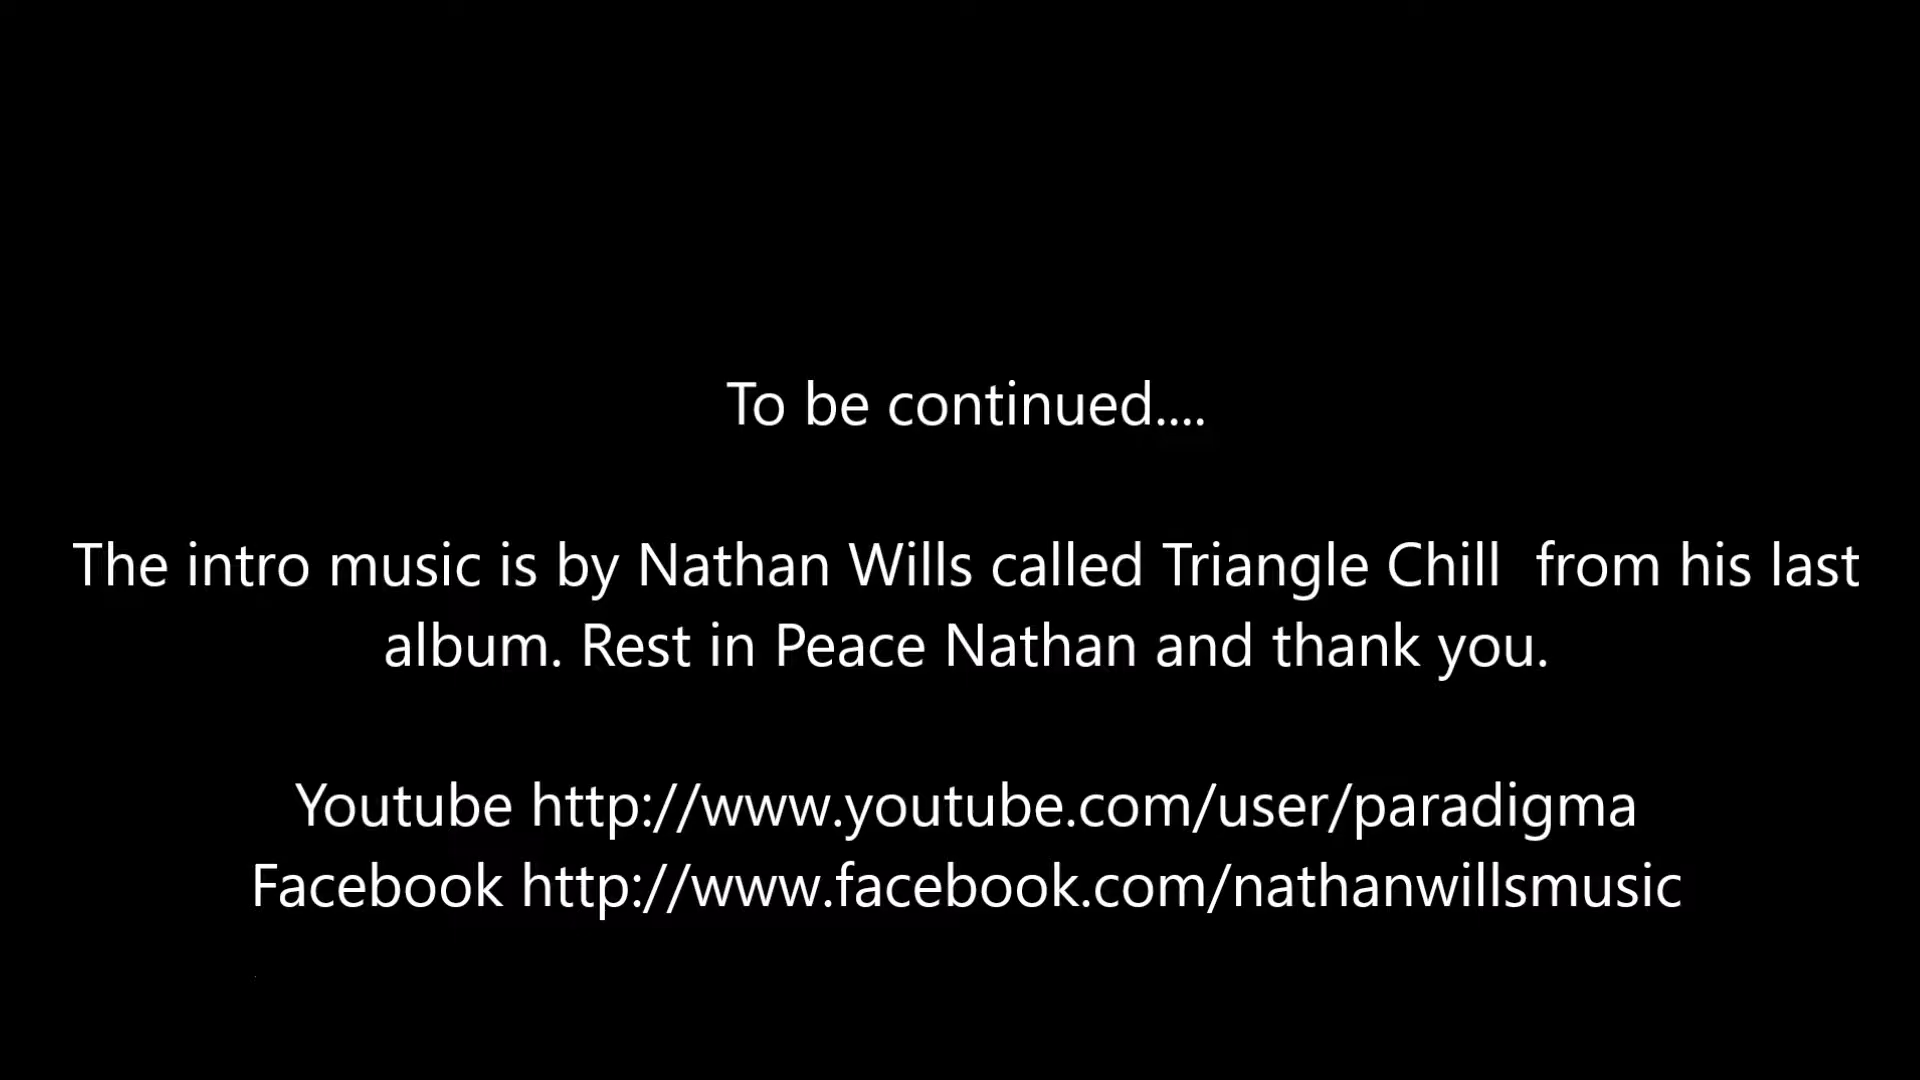 To be continued....
The intro music is by Nathan Wills called Triangle Chill  from his last
album. Rest in Peace Nathan and thank you.
Youtube http://www.youtube.com/user/paradigma
Facebook http://www.facebook.com/nathanwillsmusic